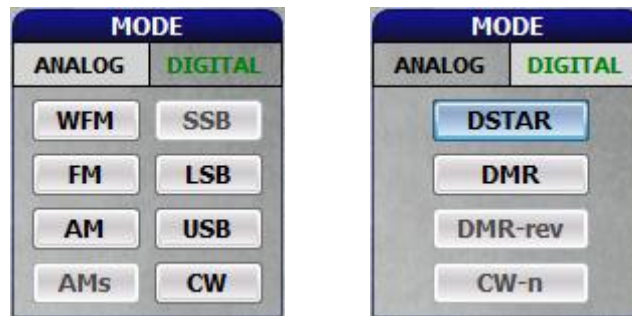 MODE
ANALOG DIGITAL
WFM SSB
FM LSB
AM USB
AMs CW
MODE
ANALOG DIGITAL
DSTAR
DMR
DMR-rev
CW-n